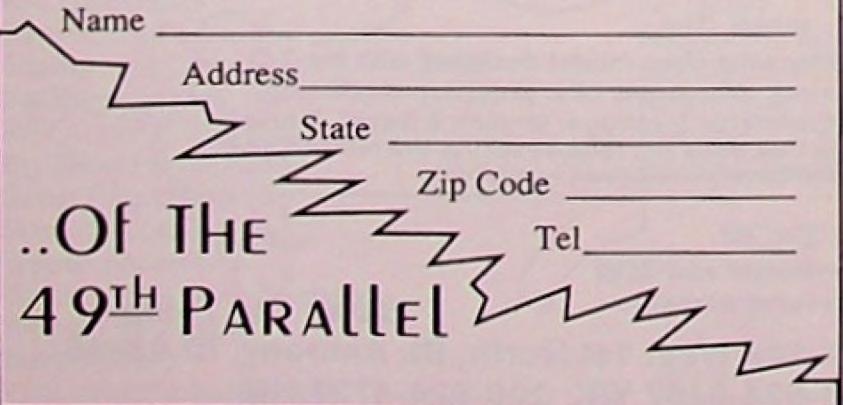 Name
Address
State
Zip Code
Tel
..Of The
49th Parallel